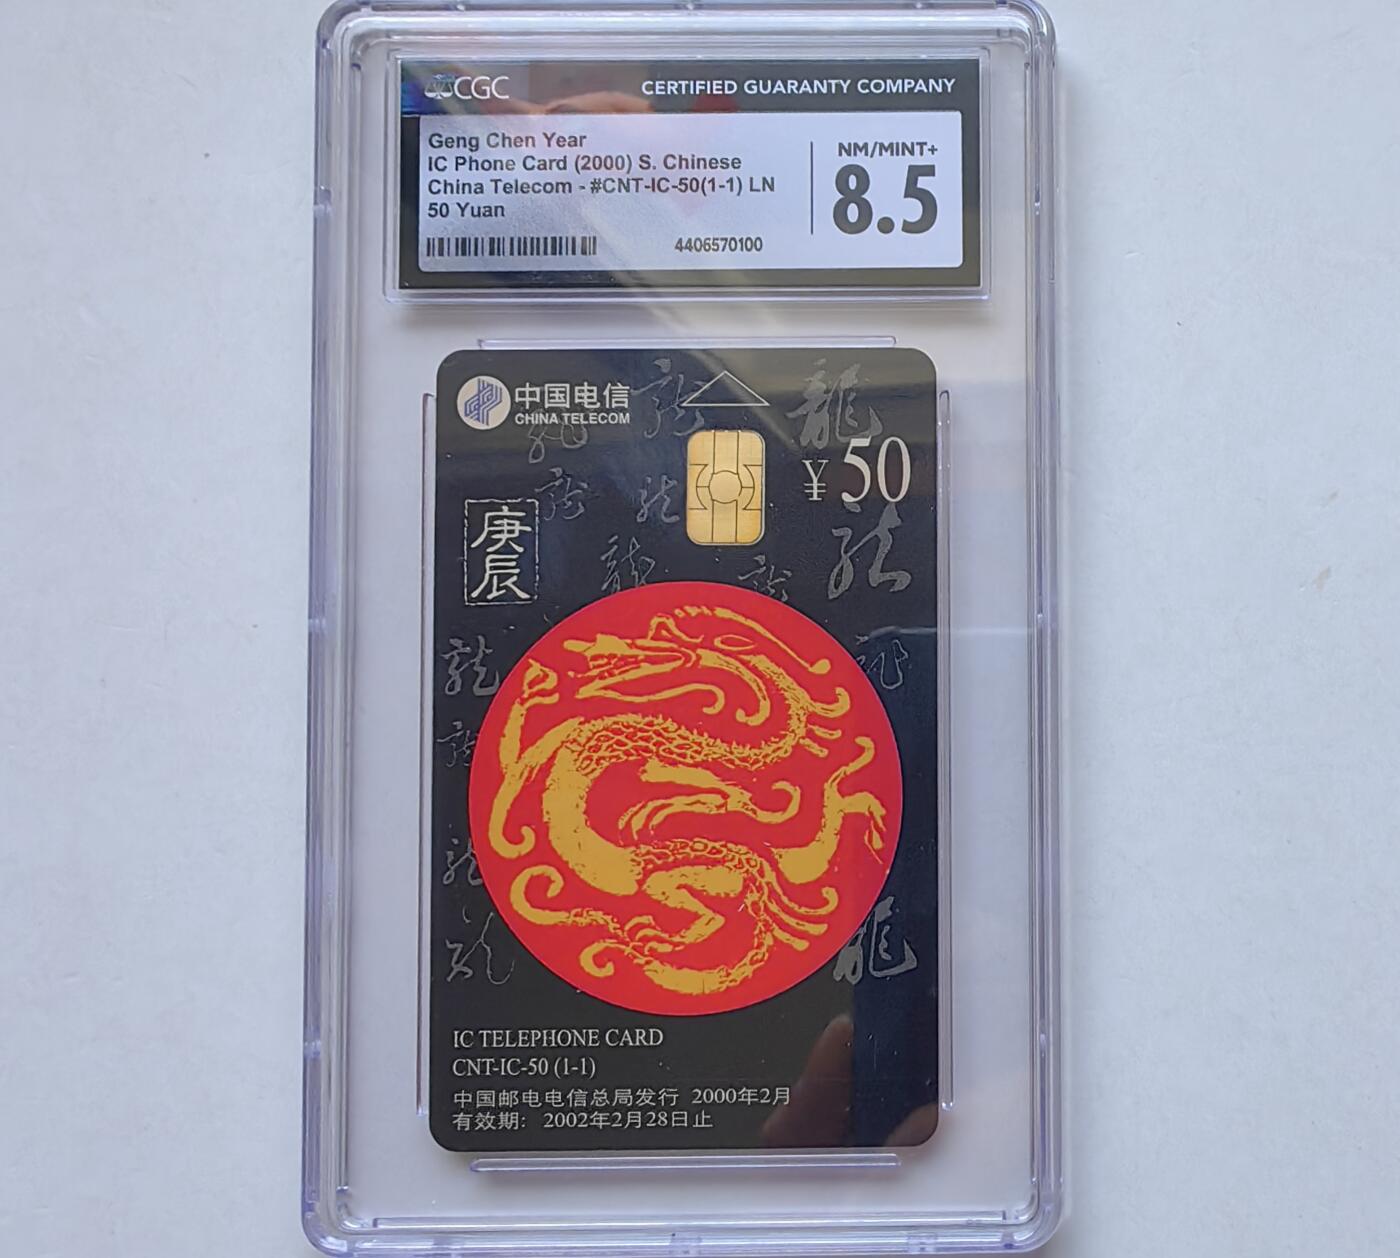 CGC
CERTIFIED GUARANTY COMPANY
Geng Chen Year
IC Phone Card (2000) S. Chinese
China Telecom - #CNT-IC-50(1-1) LN
50 Yuan
4406570100
NM/MINT+
8.5
中国电信
CHINA TELECOM
¥50
庚辰
龍
龍
IC TELEPHONE CARD
CNT-IC-50 (1-1)
中国邮电电信总局发行 2000年2月
有效期: 2002年2月28日止